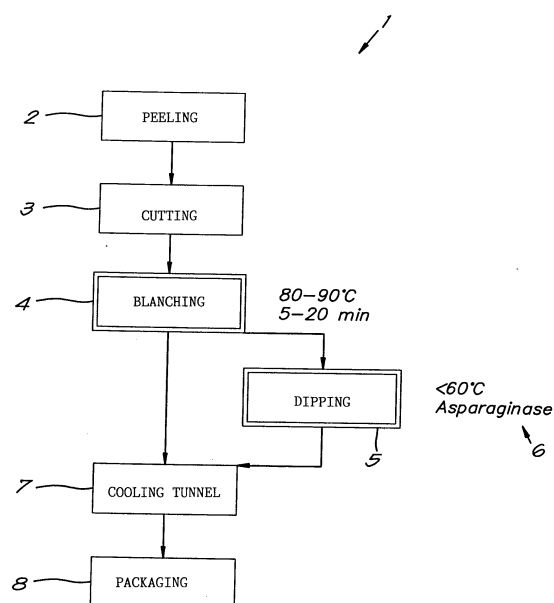 1
2
PEELING
3
CUTTING
4
BLANCHING
80-90°C
5-20 min
DIPPING
<60°C
Asparaginase
5
6
7
COOLING TUNNEL
8
PACKAGING